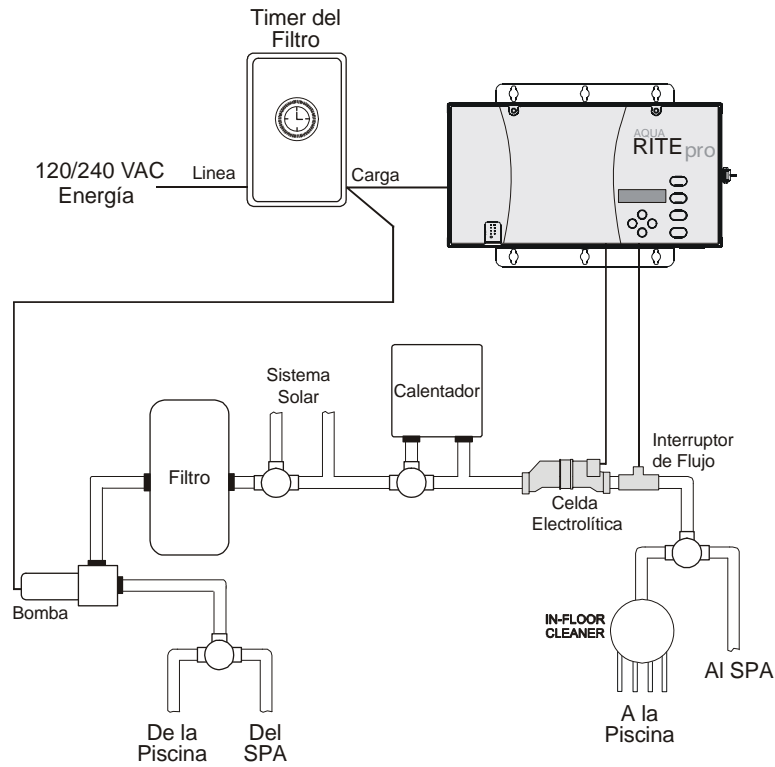 Timer del
Filtro
120/240 VAC
Energía
Linea
Carga
AQUA
RITE pro
Sistema
Solar
Calentador
Filtro
Interruptor
de Flujo
Celda
Electrolítica
Bomba
IN-FLOOR
CLEANER
Al SPA
De la
Piscina
Del
SPA
A la
Piscina